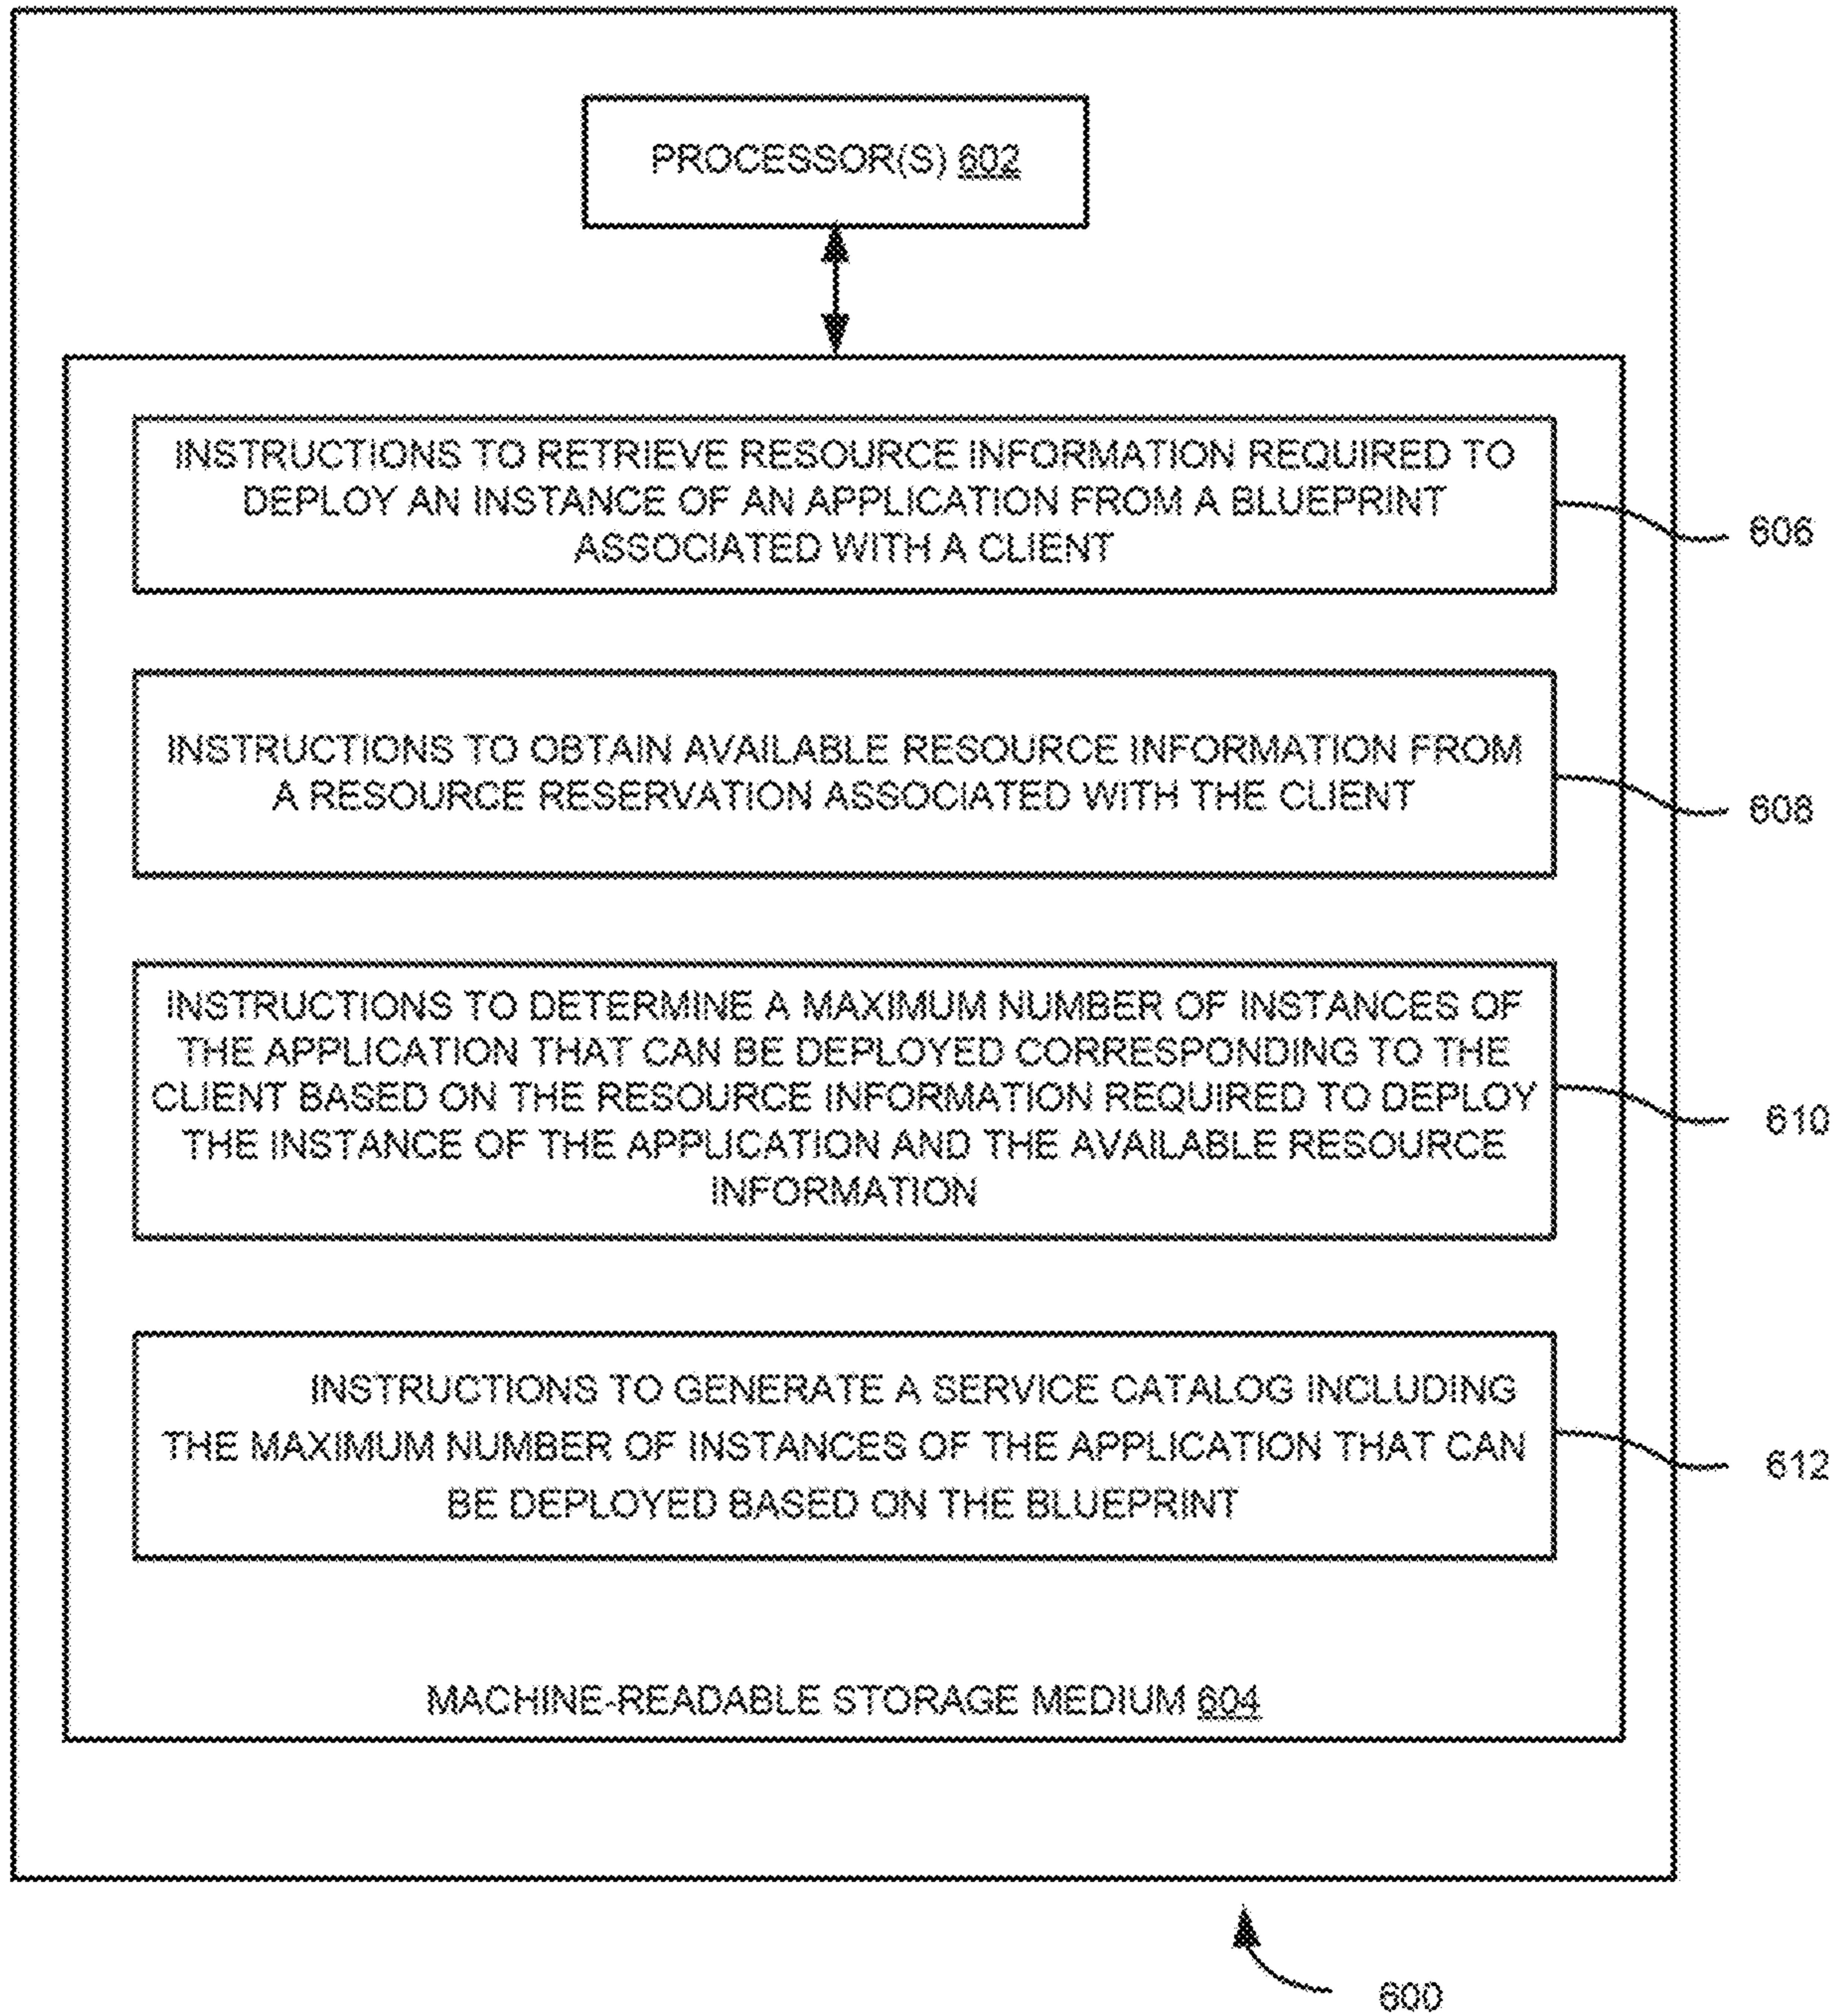 PROCESSOR(S) 602
INSTRUCTIONS TO RETRIEVE RESOURCE INFORMATION REQUIRED TO
DEPLOY AN INSTANCE OF AN APPLICATION FROM A BLUEPRINT
ASSOCIATED WITH A CLIENT
606
INSTRUCTIONS TO OBTAIN AVAILABLE RESOURCE INFORMATION FROM
A RESOURCE RESERVATION ASSOCIATED WITH THE CLIENT
608
INSTRUCTIONS TO DETERMINE A MAXIMUM NUMBER OF INSTANCES OF
THE APPLICATION THAT CAN BE DEPLOYED CORRESPONDING TO THE
CLIENT BASED ON THE RESOURCE INFORMATION REQUIRED TO DEPLOY
THE INSTANCE OF THE APPLICATION AND THE AVAILABLE RESOURCE
INFORMATION
610
INSTRUCTIONS TO GENERATE A SERVICE CATALOG INCLUDING
THE MAXIMUM NUMBER OF INSTANCES OF THE APPLICATION THAT CAN
BE DEPLOYED BASED ON THE BLUEPRINT
612
MACHINE-READABLE STORAGE MEDIUM 604
600